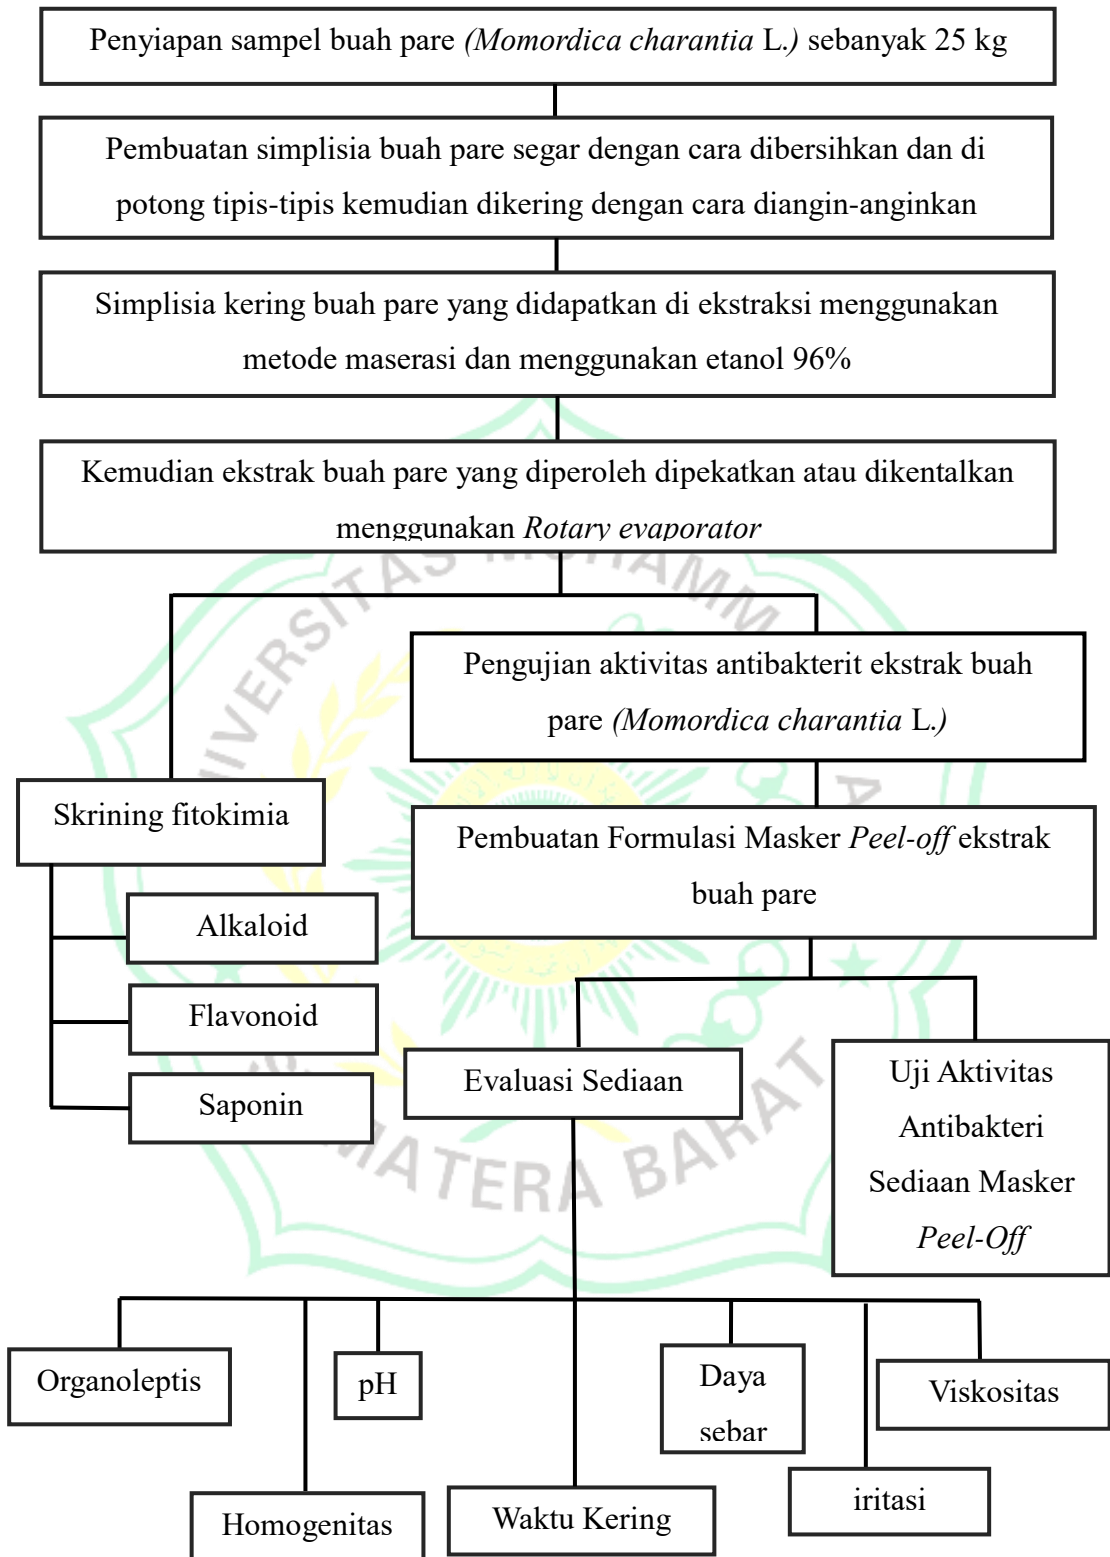 Penyiapan sampel buah pare (Momordica charantia L.) sebanyak 25 kg
Pembuatan simplisia buah pare segar dengan cara dibersihkan dan di
potong tipis-tipis kemudian dikering dengan cara diangin-anginkan
Simplisia kering buah pare yang didapatkan di ekstraksi menggunakan
metode maserasi dan menggunakan etanol 96%
Kemudian ekstrak buah pare yang diperoleh dipekatkan atau dikentalkan
menggunakan Rotary evaporator
Pengujian aktivitas antibakterit ekstrak buah
pare (Momordica charantia L.)
Skrining fitokimia
Pembuatan Formulasi Masker Peel-off ekstrak
buah pare
Alkaloid
Flavonoid
Saponin
Evaluasi Sediaan
Uji Aktivitas
Antibakteri
Sediaan Masker
Peel-Off
Organoleptis
pH
Daya
sebar
Viskositas
Homogenitas
Waktu Kering
iritasi
UNIVERSITAS MUHAMM
SUMATERA BARAT